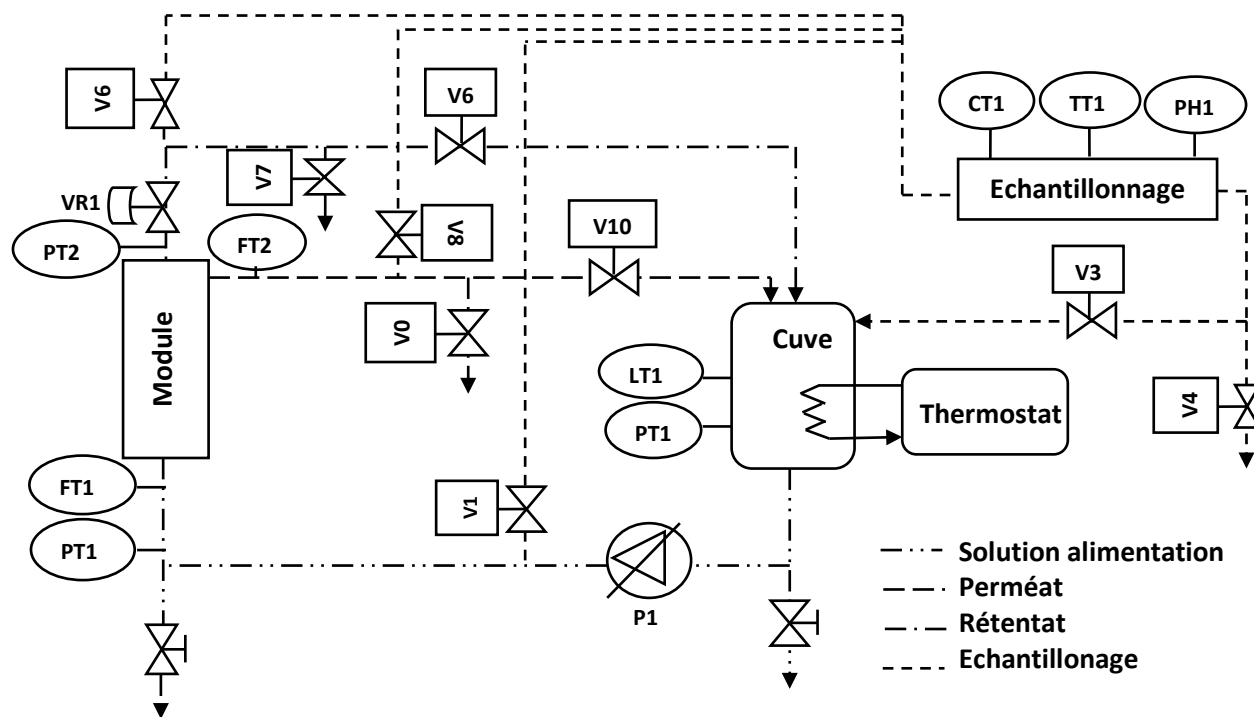 V6
V6
CT1
TT1
PH1
V7
Echantillonnage
VR1
V8
V10
PT2
FT2
V3
V0
Cuve
Module
LT1
Thermostat
V4
PT1
FT1
V1
PT1
P1
Solution alimentation
Perméat
Rétentat
Echantillonage